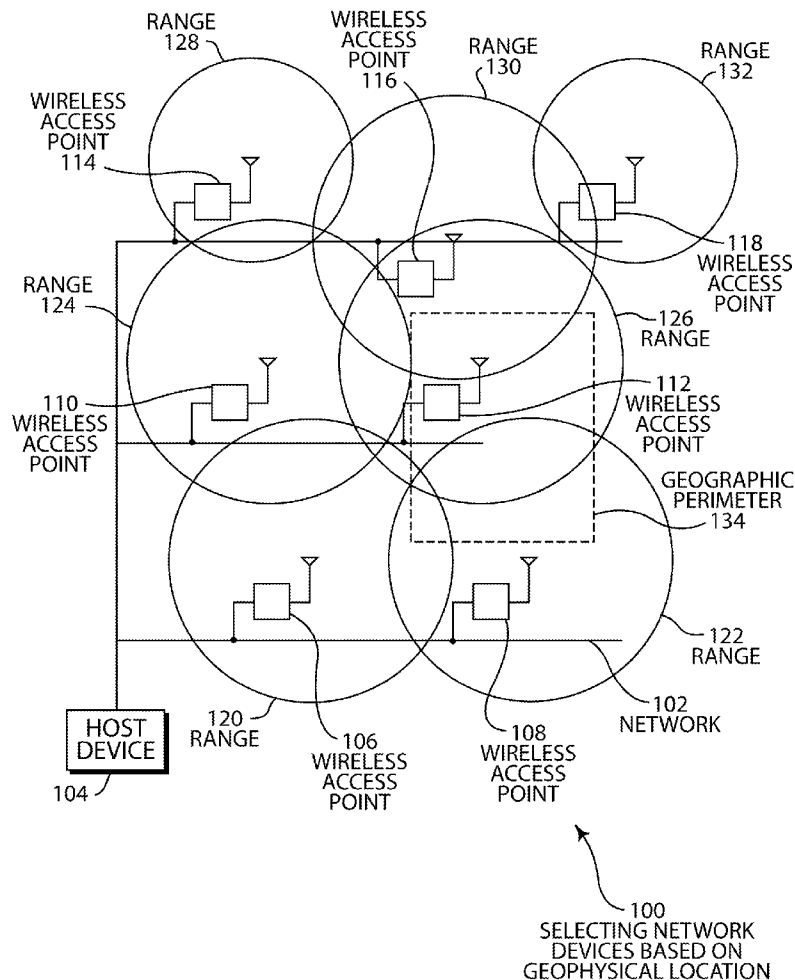 RANGE
128
WIRELESS
ACCESS
POINT
116
RANGE
130
RANGE
132
WIRELESS
ACCESS
POINT
114
118
WIRELESS
ACCESS
POINT
RANGE
124
126
RANGE
110
WIRELESS
ACCESS
POINT
112
WIRELESS
ACCESS
POINT
GEOGRAPHIC
PERIMETER
134
122
RANGE
102
NETWORK
120
RANGE
106
WIRELESS
ACCESS
POINT
108
WIRELESS
ACCESS
POINT
HOST
DEVICE
104
100
SELECTING NETWORK
DEVICES BASED ON
GEOPHYSICAL LOCATION